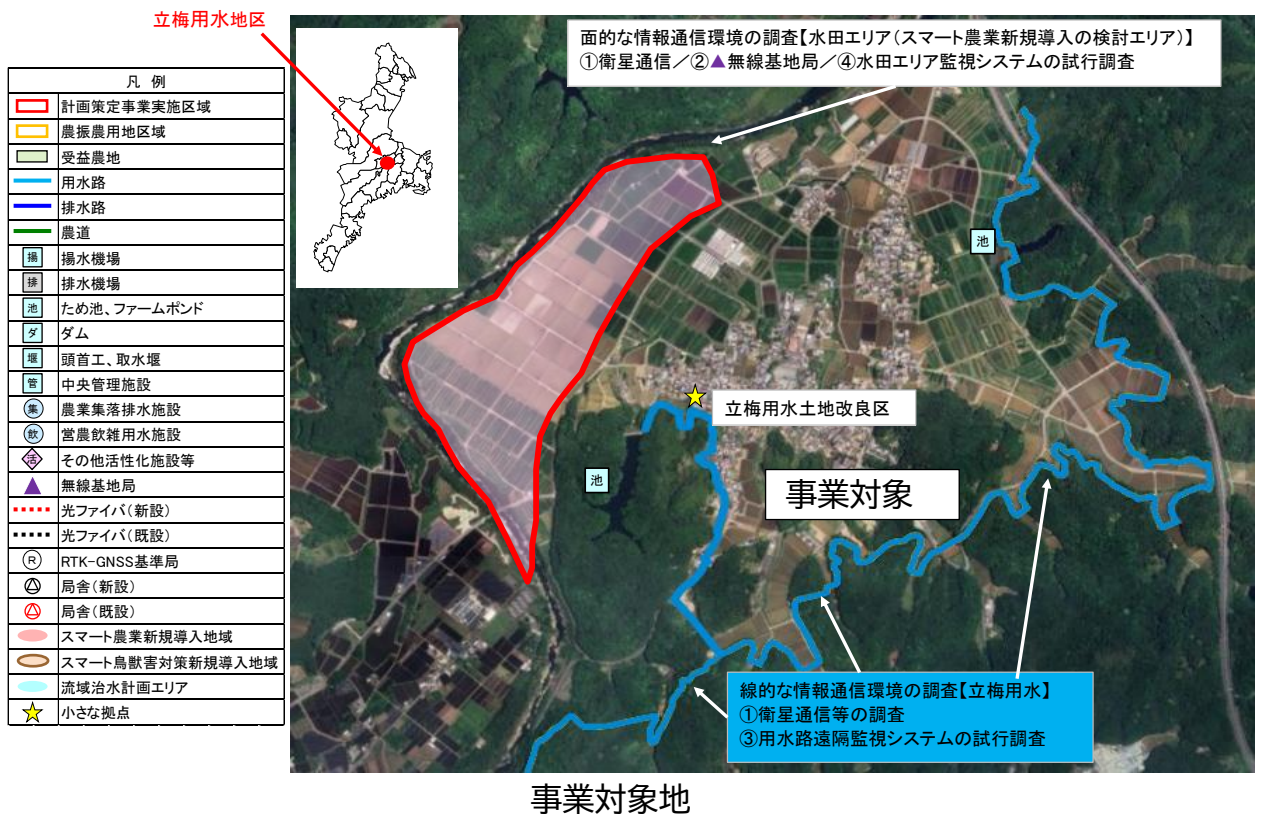 立梅用水地区
面的な情報通信環境の調査【水田エリア（スマート農業新規導入の検討エリア）】
①衛星通信／②▲無線基地局／④水田エリア監視システムの試行調査
凡 例
計画策定事業実施区域
農振農用地区域
受益農地
用水路
排水路
農道
揚 揚水機場
排 排水機場
池 ため池、ファームポンド
ダ ダム
堰 頭首工、取水堰
管 中央管理施設
集 農業集落排水施設
飲 営農飲雑用水施設
活 その他活性化施設等
無線基地局
光ファイバ（新設）
光ファイバ（既設）
R RTK-GNSS基準局
局舎（新設）
局舎（既設）
スマート農業新規導入地域
スマート鳥獣害対策新規導入地域
流域治水計画エリア
小さな拠点
池
立梅用水土地改良区
池
事業対象
線的な情報通信環境の調査【立梅用水】
①衛星通信等の調査
③用水路遠隔監視システムの試行調査
事業対象地